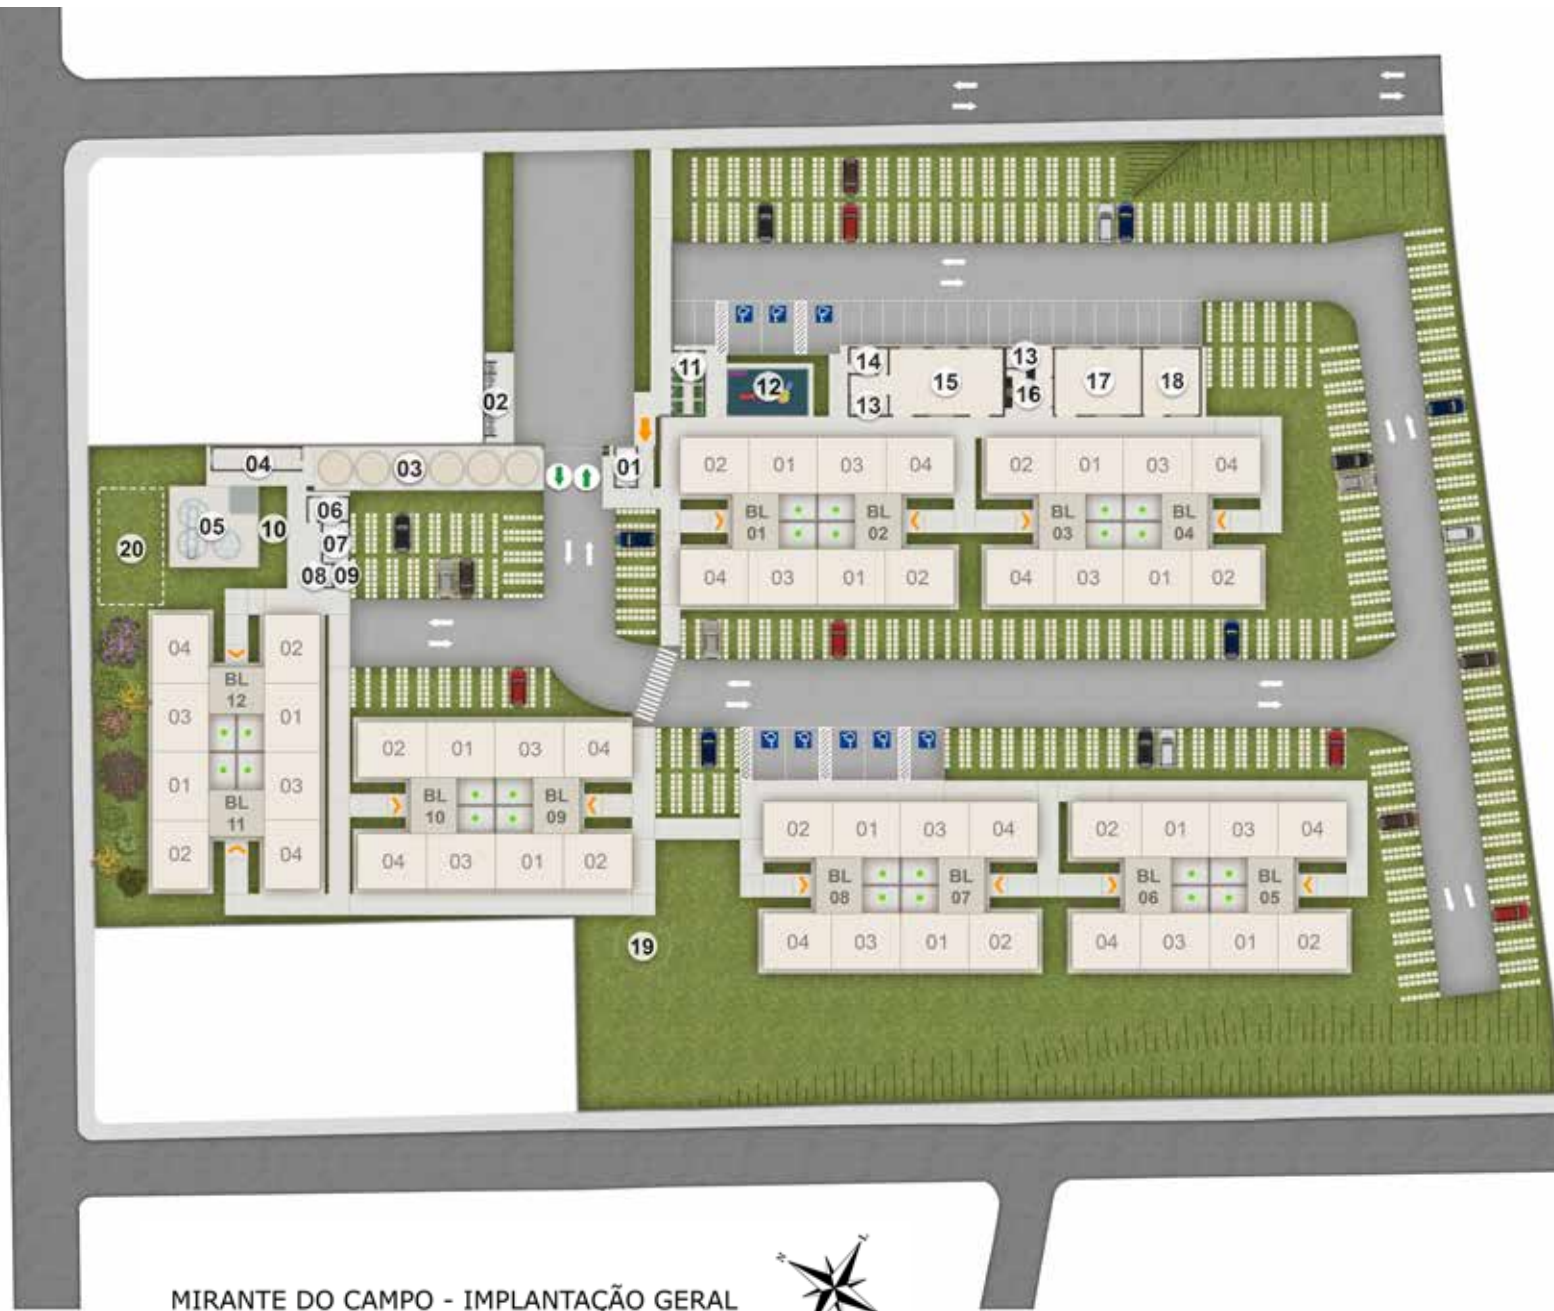 14
13
11
15
17
18
12
16
13
02
04
03
01
02 01 03 04
02 01 03 04
05
10
06
BL 01
BL 02
BL 03
BL 04
20
07
08
09
04 03 01 02
04 03 01 02
04
02
BL 12
03
01
01
03
BL 11
02
04
02 01 03 04
BL 10
BL 09
04 03 01 02
02 01 03 04
02 01 03 04
BL 08
BL 07
BL 06
BL 05
19
04 03 01 02
04 03 01 02
N
L
MIRANTE DO CAMPO - IMPLANTAÇÃO GERAL